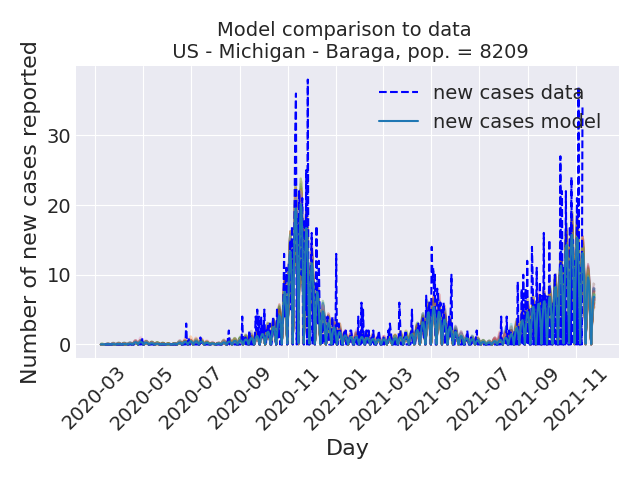 Model comparison to data
US - Michigan - Baraga, pop. = 8209
new cases data
new cases model
Number of new cases reported
30
20
10
0
2020-03
2020-05
2020-07
2020-09
2020-11
2021-01
2021-03
2021-05
2021-07
2021-09
2021-11
Day